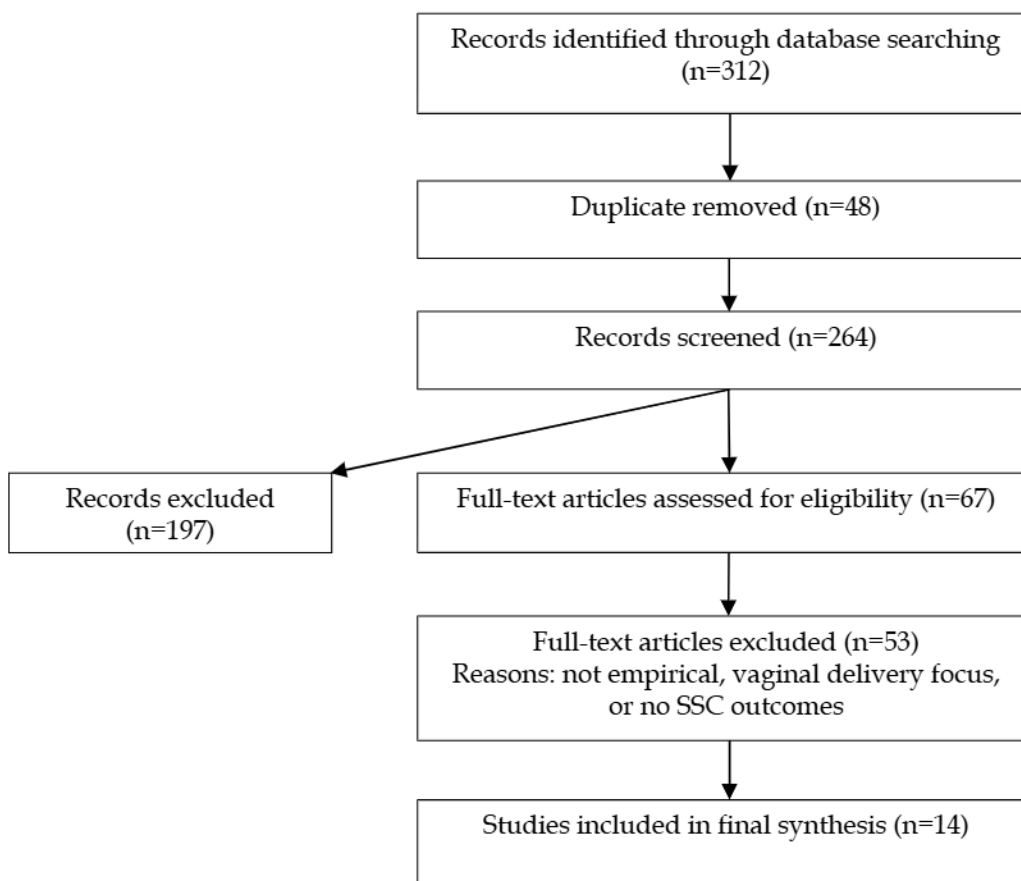 Records identified through database searching
(n=312)
Duplicate removed (n=48)
Records screened (n=264)
Records excluded
(n=197)
Full-text articles assessed for eligibility (n=67)
Full-text articles excluded (n=53)
Reasons: not empirical, vaginal delivery focus,
or no SSC outcomes
Studies included in final synthesis (n=14)